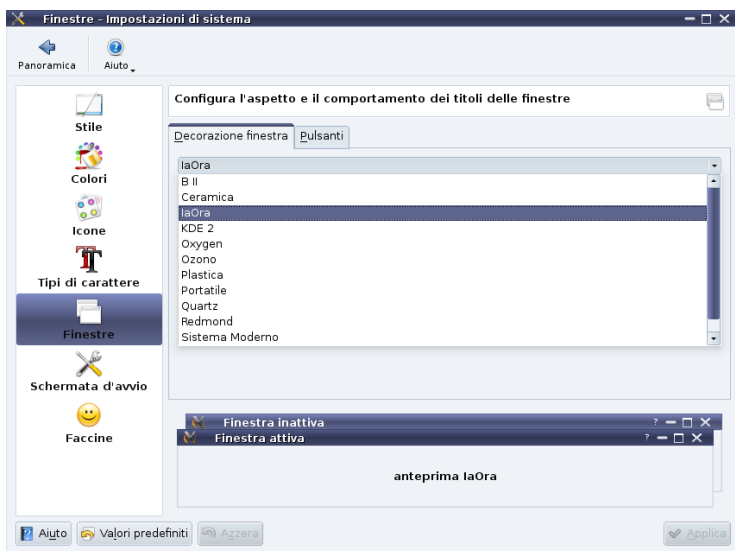 Finestre - Impostazioni di sistema
Panoramica
Aiuto
Configura l'aspetto e il comportamento dei titoli delle finestre
Stile
Colori
Icone
Tipi di carattere
Finestre
Schermata d'avvio
Faccine
Decorazione finestra
Pulsanti
IaOra
B II
Ceramica
IaOra
KDE 2
Oxygen
Ozono
Plastica
Portatile
Quartz
Redmond
Sistema Moderno
Finestra inattiva
Finestra attiva
anteprima IaOra
Aiuto
Valori predefiniti
Azzera
Applica